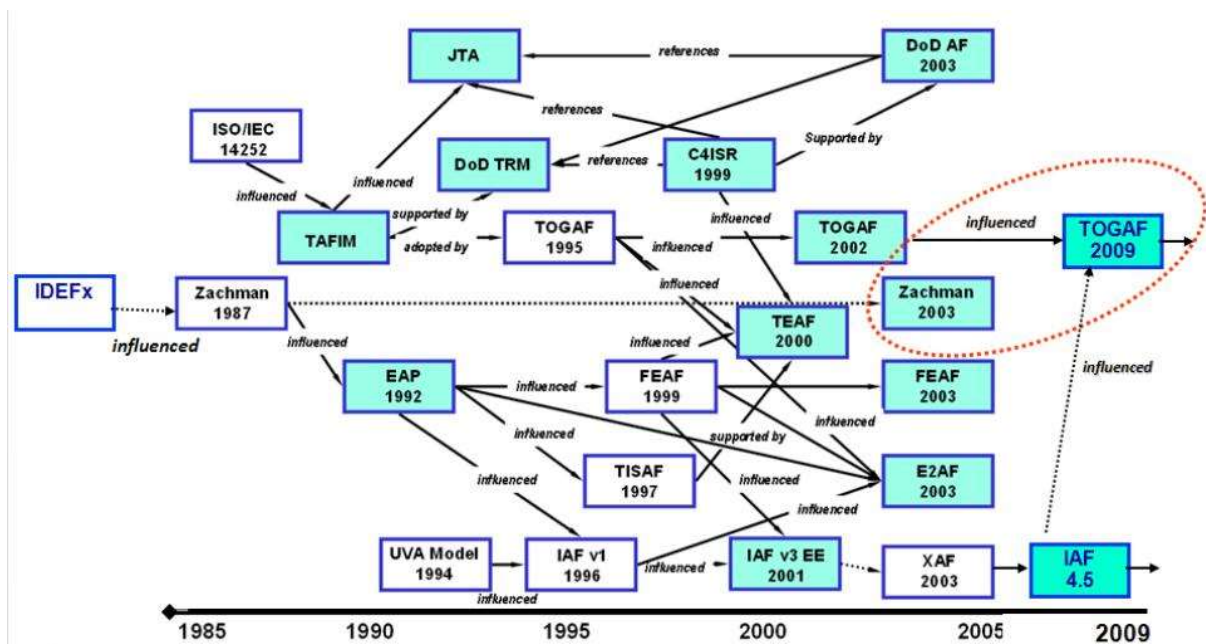 JTA
references
DoD AF
2003
ISO/IEC
14252
references
Supported by
DoD TRM
references
C4ISR
1999
influenced
influenced
TAFIM
supported by
adopted by
TOGAF
1995
influenced
influenced
TOGAF
2002
influenced
TOGAF
2009
IDEFx
influenced
Zachman
1987
influenced
influenced
Zachman
2003
TEAF
2000
influenced
EAP
1992
influenced
influenced
FEAF
1999
FEAF
2003
influenced
influenced
supported by
influenced
TISAF
1997
influenced
influenced
E2AF
2003
influenced
UVA Model
1994
influenced
IAF v1
1996
influenced
IAF v3 EE
2001
XAF
2003
IAF
4.5
1985
1990
1995
2000
2005
2009